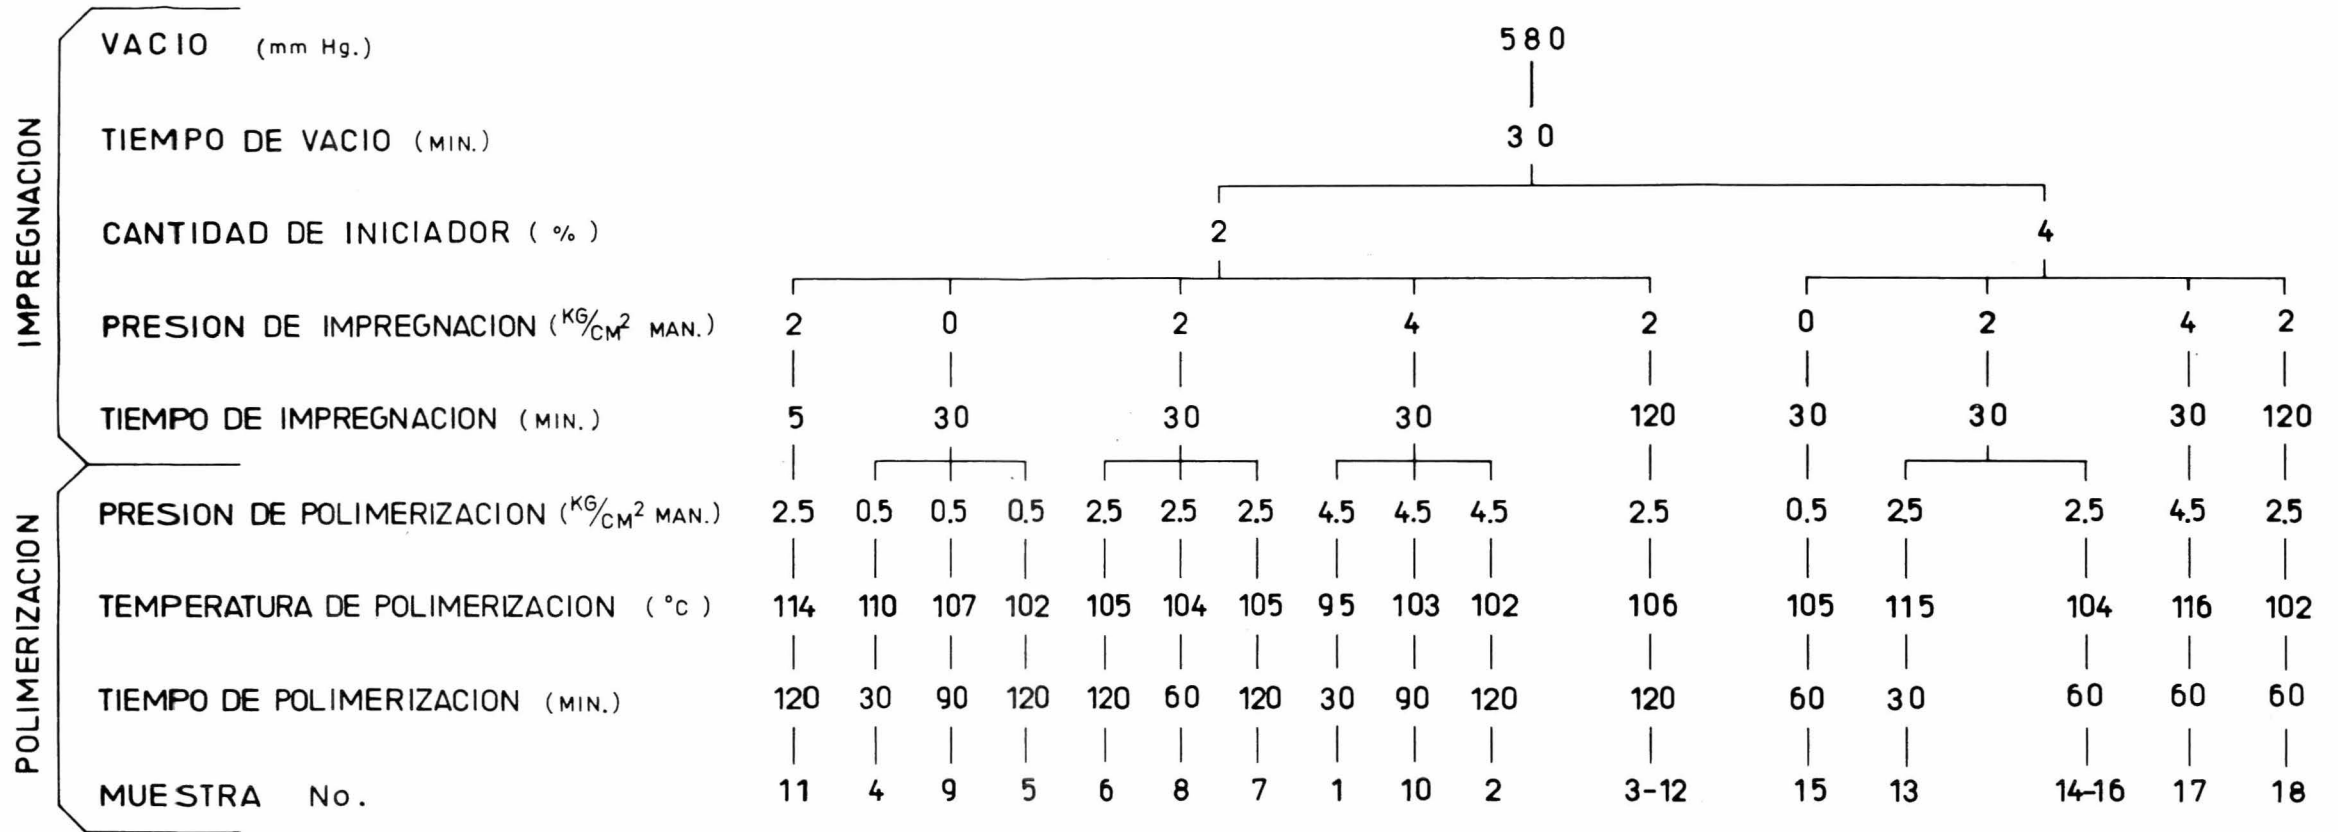 IMPREGNACION
VACIO (mm Hg.) 580
TIEMPO DE VACIO (MIN.) 30
CANTIDAD DE INICIADOR ( % ) 2 4
PRESION DE IMPREGNACION (KG/CM² MAN.) 2 0 2 4 2 0 2 4 2
TIEMPO DE IMPREGNACION (MIN.) 5 30 30 30 120 30 30 30 120
POLIMERIZACION
PRESION DE POLIMERIZACION (KG/CM² MAN.) 2.5 0.5 0.5 0.5 2.5 2.5 2.5 4.5 4.5 4.5 2.5 0.5 2.5 2.5 4.5 2.5
TEMPERATURA DE POLIMERIZACION (°C) 114 110 107 102 105 104 105 95 103 102 106 105 115 104 116 102
TIEMPO DE POLIMERIZACION (MIN.) 120 30 90 120 120 60 120 30 90 120 120 60 30 60 60 60
MUESTRA No. 11 4 9 5 6 8 7 1 10 2 3-12 15 13 14-16 17 18